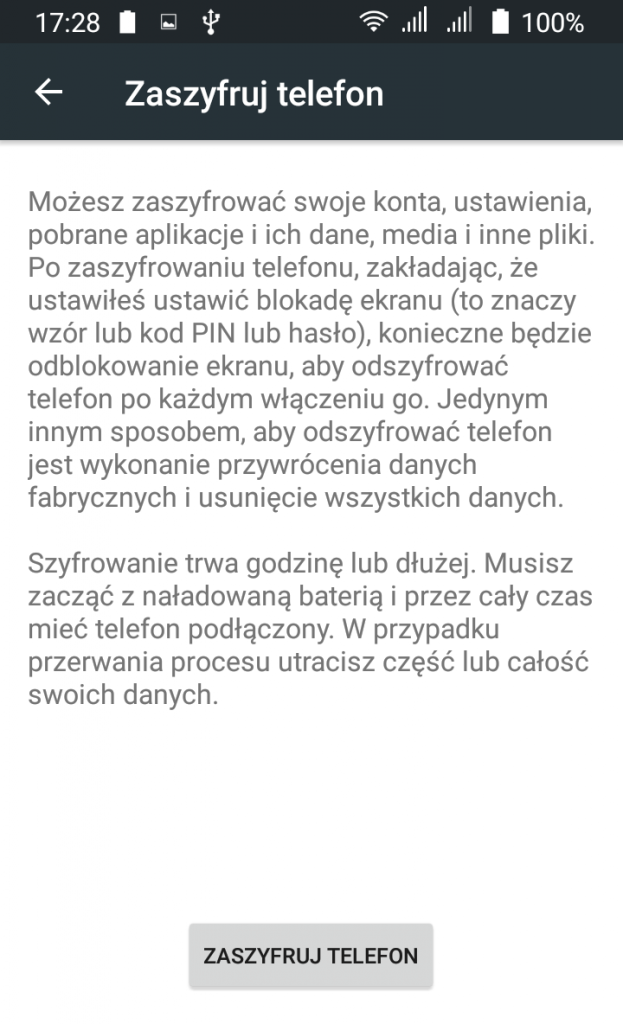 17:28 100%
Zaszyfruj telefon
Możesz zaszyfrować swoje konta, ustawienia,
pobrane aplikacje i ich dane, media i inne pliki.
Po zaszyfrowaniu telefonu, zakładając, że
ustawiłeś ustawić blokadę ekranu (to znaczy
wzór lub kod PIN lub hasło), konieczne będzie
odblokowanie ekranu, aby odszyfrować
telefon po każdym włączeniu go. Jedynym
innym sposobem, aby odszyfrować telefon
jest wykonanie przywrócenia danych
fabrycznych i usunięcie wszystkich danych.
Szyfrowanie trwa godzinę lub dłużej. Musisz
zacząć z naładowaną baterią i przez cały czas
mieć telefon podłączony. W przypadku
przerwania procesu utracisz część lub całość
swoich danych.
ZASZYFRUJ TELEFON